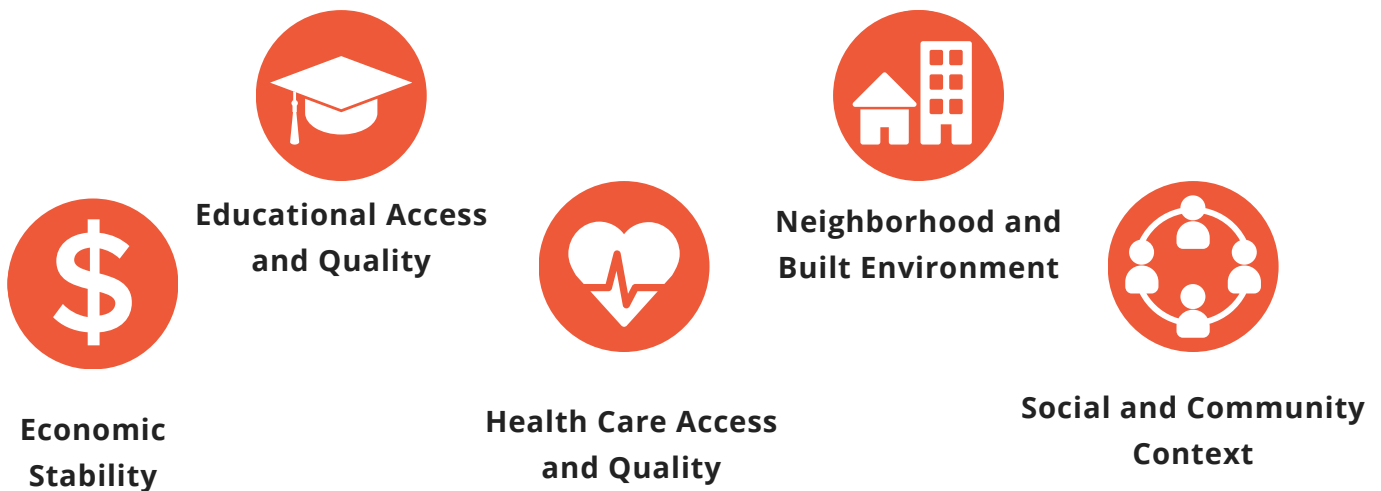 Economic
Stability
Educational Access
and Quality
Health Care Access
and Quality
Neighborhood and
Built Environment
Social and Community
Context